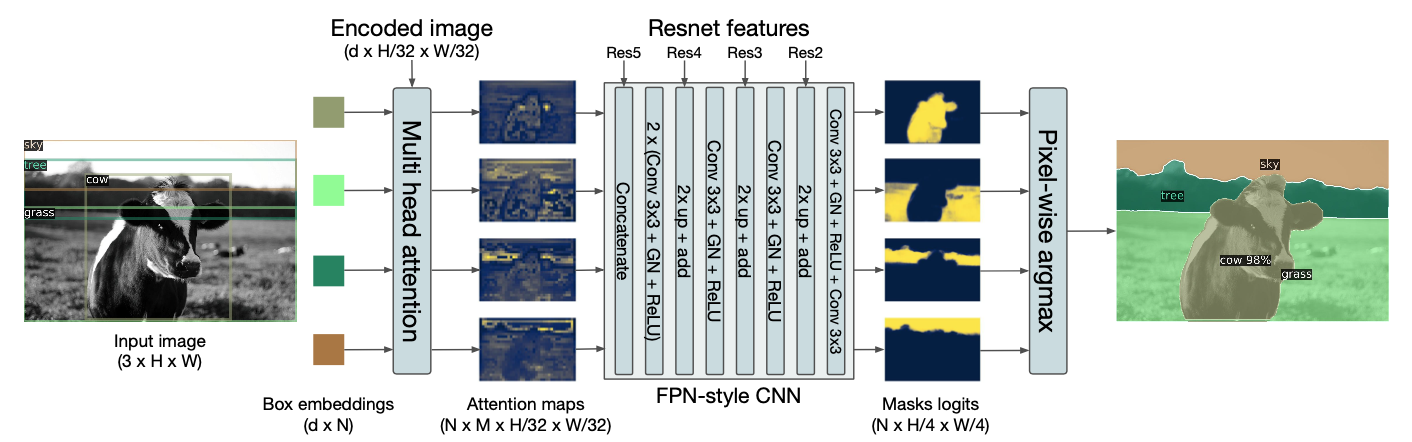 Encoded image
(d x H/32 x W/32)
Resnet features
Res5
Res4
Res3
Res2
sky
tree
cow
grass
Input image
(3 x H x W)
Box embeddings
(d x N)
Multi head attention
Attention maps
(N x M x H/32 x W/32)
Concatenate
2 x (Conv 3x3 + GN + ReLU)
2x up + add
Conv 3x3 + GN + ReLU
2x up + add
Conv 3x3 + GN + ReLU
2x up + add
Conv 3x3 + GN + ReLU + Conv 3x3
FPN-style CNN
Masks logits
(N x H/4 x W/4)
Pixel-wise argmax
sky
tree
cow 98%
grass